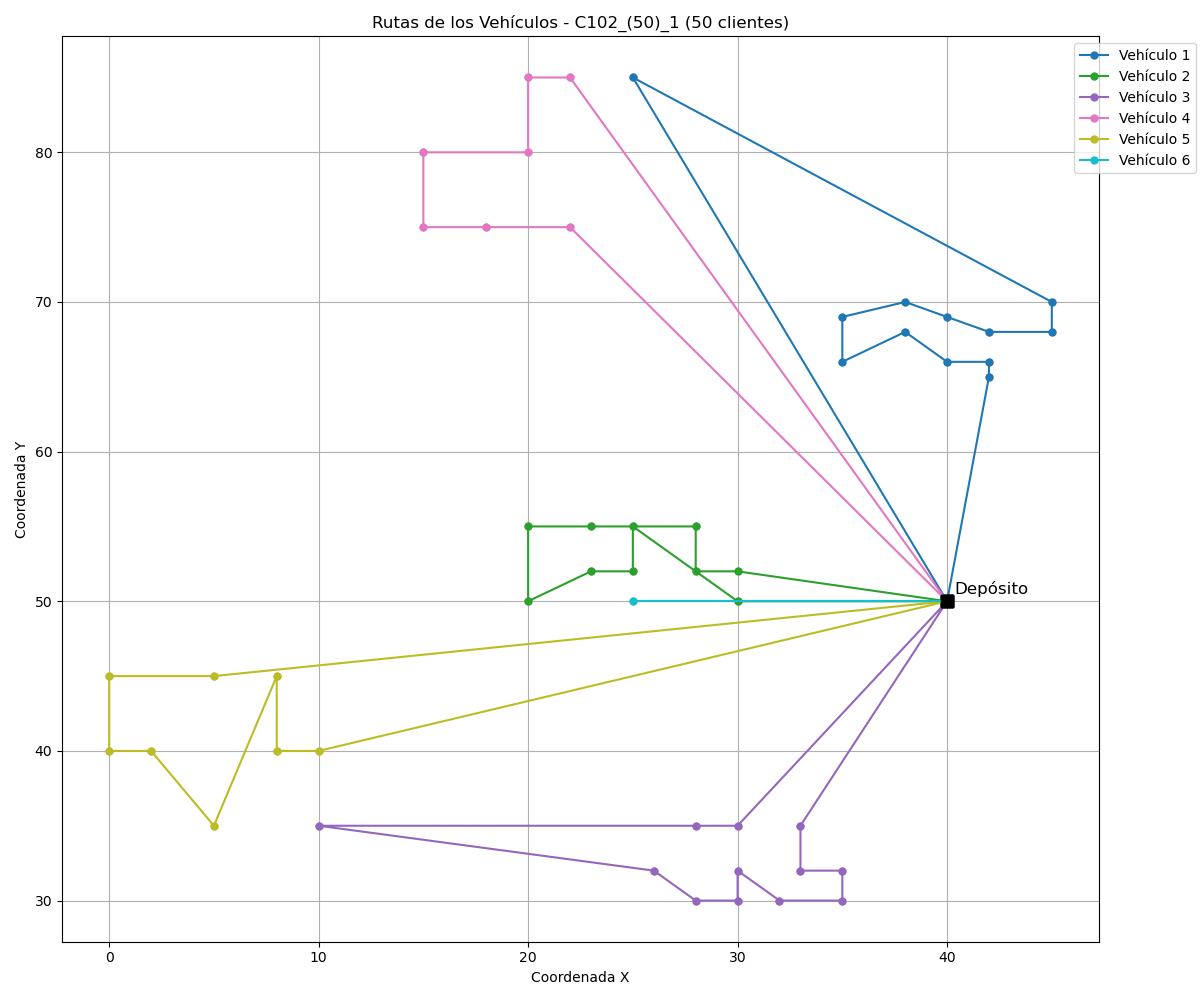 Rutas de los Vehículos - C102_(50)_1 (50 clientes)
Vehículo 1
Vehículo 2
Vehículo 3
Vehículo 4
Vehículo 5
Vehículo 6
Coordenada Y
80
70
60
50
40
30
Depósito
0
10
20
30
40
Coordenada X